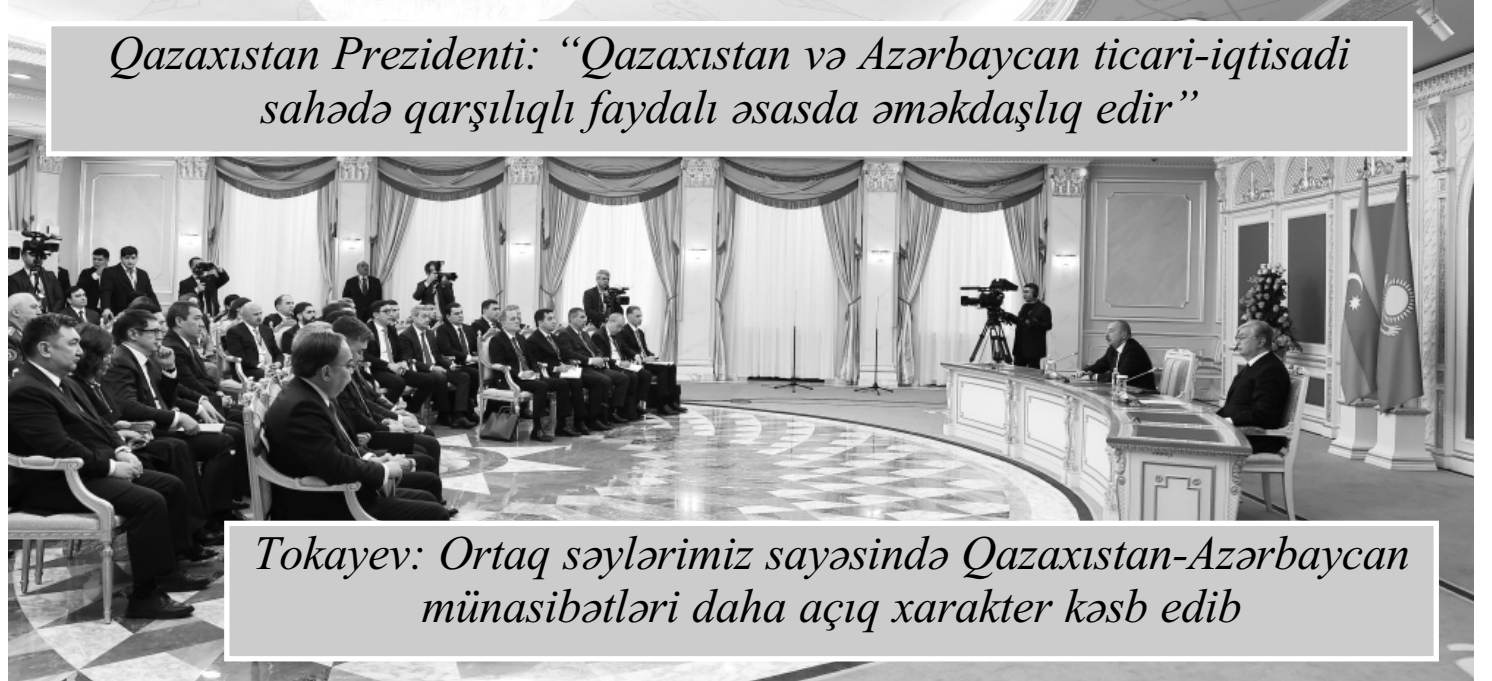 Qazaxıstan Prezidenti: “Qazaxıstan və Azərbaycan ticari-iqtisadi
sahədə qarşılıqlı faydalı əsasda əməkdaşlıq edir”
Tokayev: Ortaq səylərimiz sayəsində Qazaxıstan-Azərbaycan
münasibətləri daha açıq xarakter kəsb edib